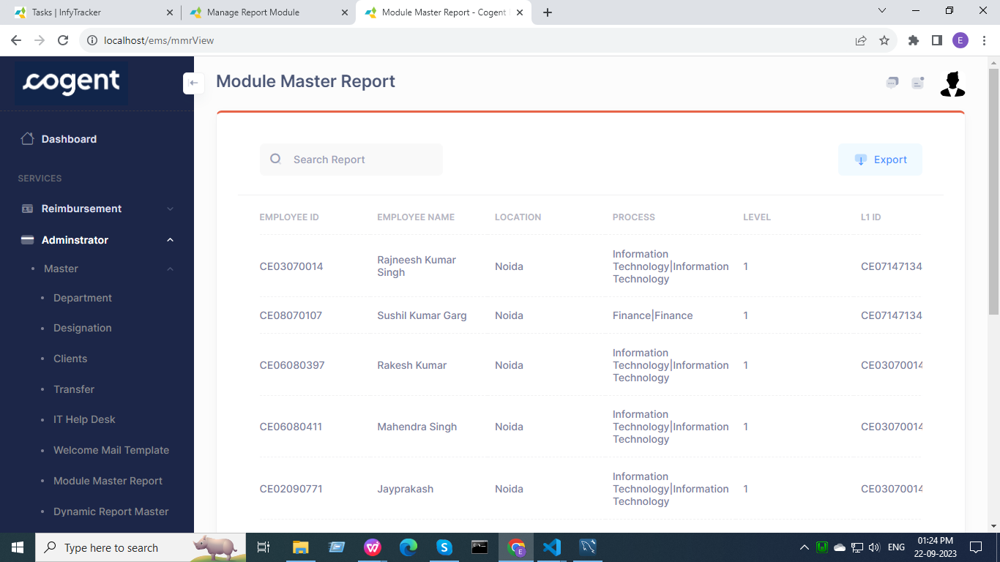 Tasks | InfyTracker
Manage Report Module
Module Master Report - Cogent
localhost/ems/mmrView
E
cogent
Module Master Report
Dashboard
SERVICES
Reimbursement
Adminstrator
Master
Department
Designation
Clients
Transfer
IT Help Desk
Welcome Mail Template
Module Master Report
Dynamic Report Master
Search Report
Export
EMPLOYEE ID EMPLOYEE NAME LOCATION PROCESS LEVEL L1 ID
CE03070014 Rajneesh Kumar Singh Noida Information Technology|Information Technology 1 CE07147134
CE08070107 Sushil Kumar Garg Noida Finance|Finance 1 CE07147134
CE06080397 Rakesh Kumar Noida Information Technology|Information Technology 1 CE03070014
CE06080411 Mahendra Singh Noida Information Technology|Information Technology 1 CE03070014
CE02090771 Jayprakash Noida Information Technology|Information Technology 1 CE03070014
Type here to search
ENG
01:24 PM
22-09-2023